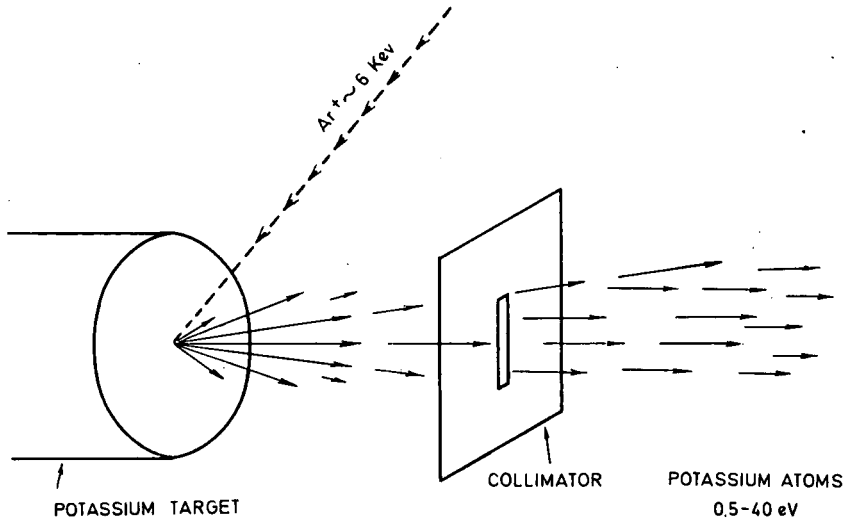 Ar+ ~ 6 Kev
COLLIMATOR
POTASSIUM TARGET
POTASSIUM ATOMS
0,5-40 eV